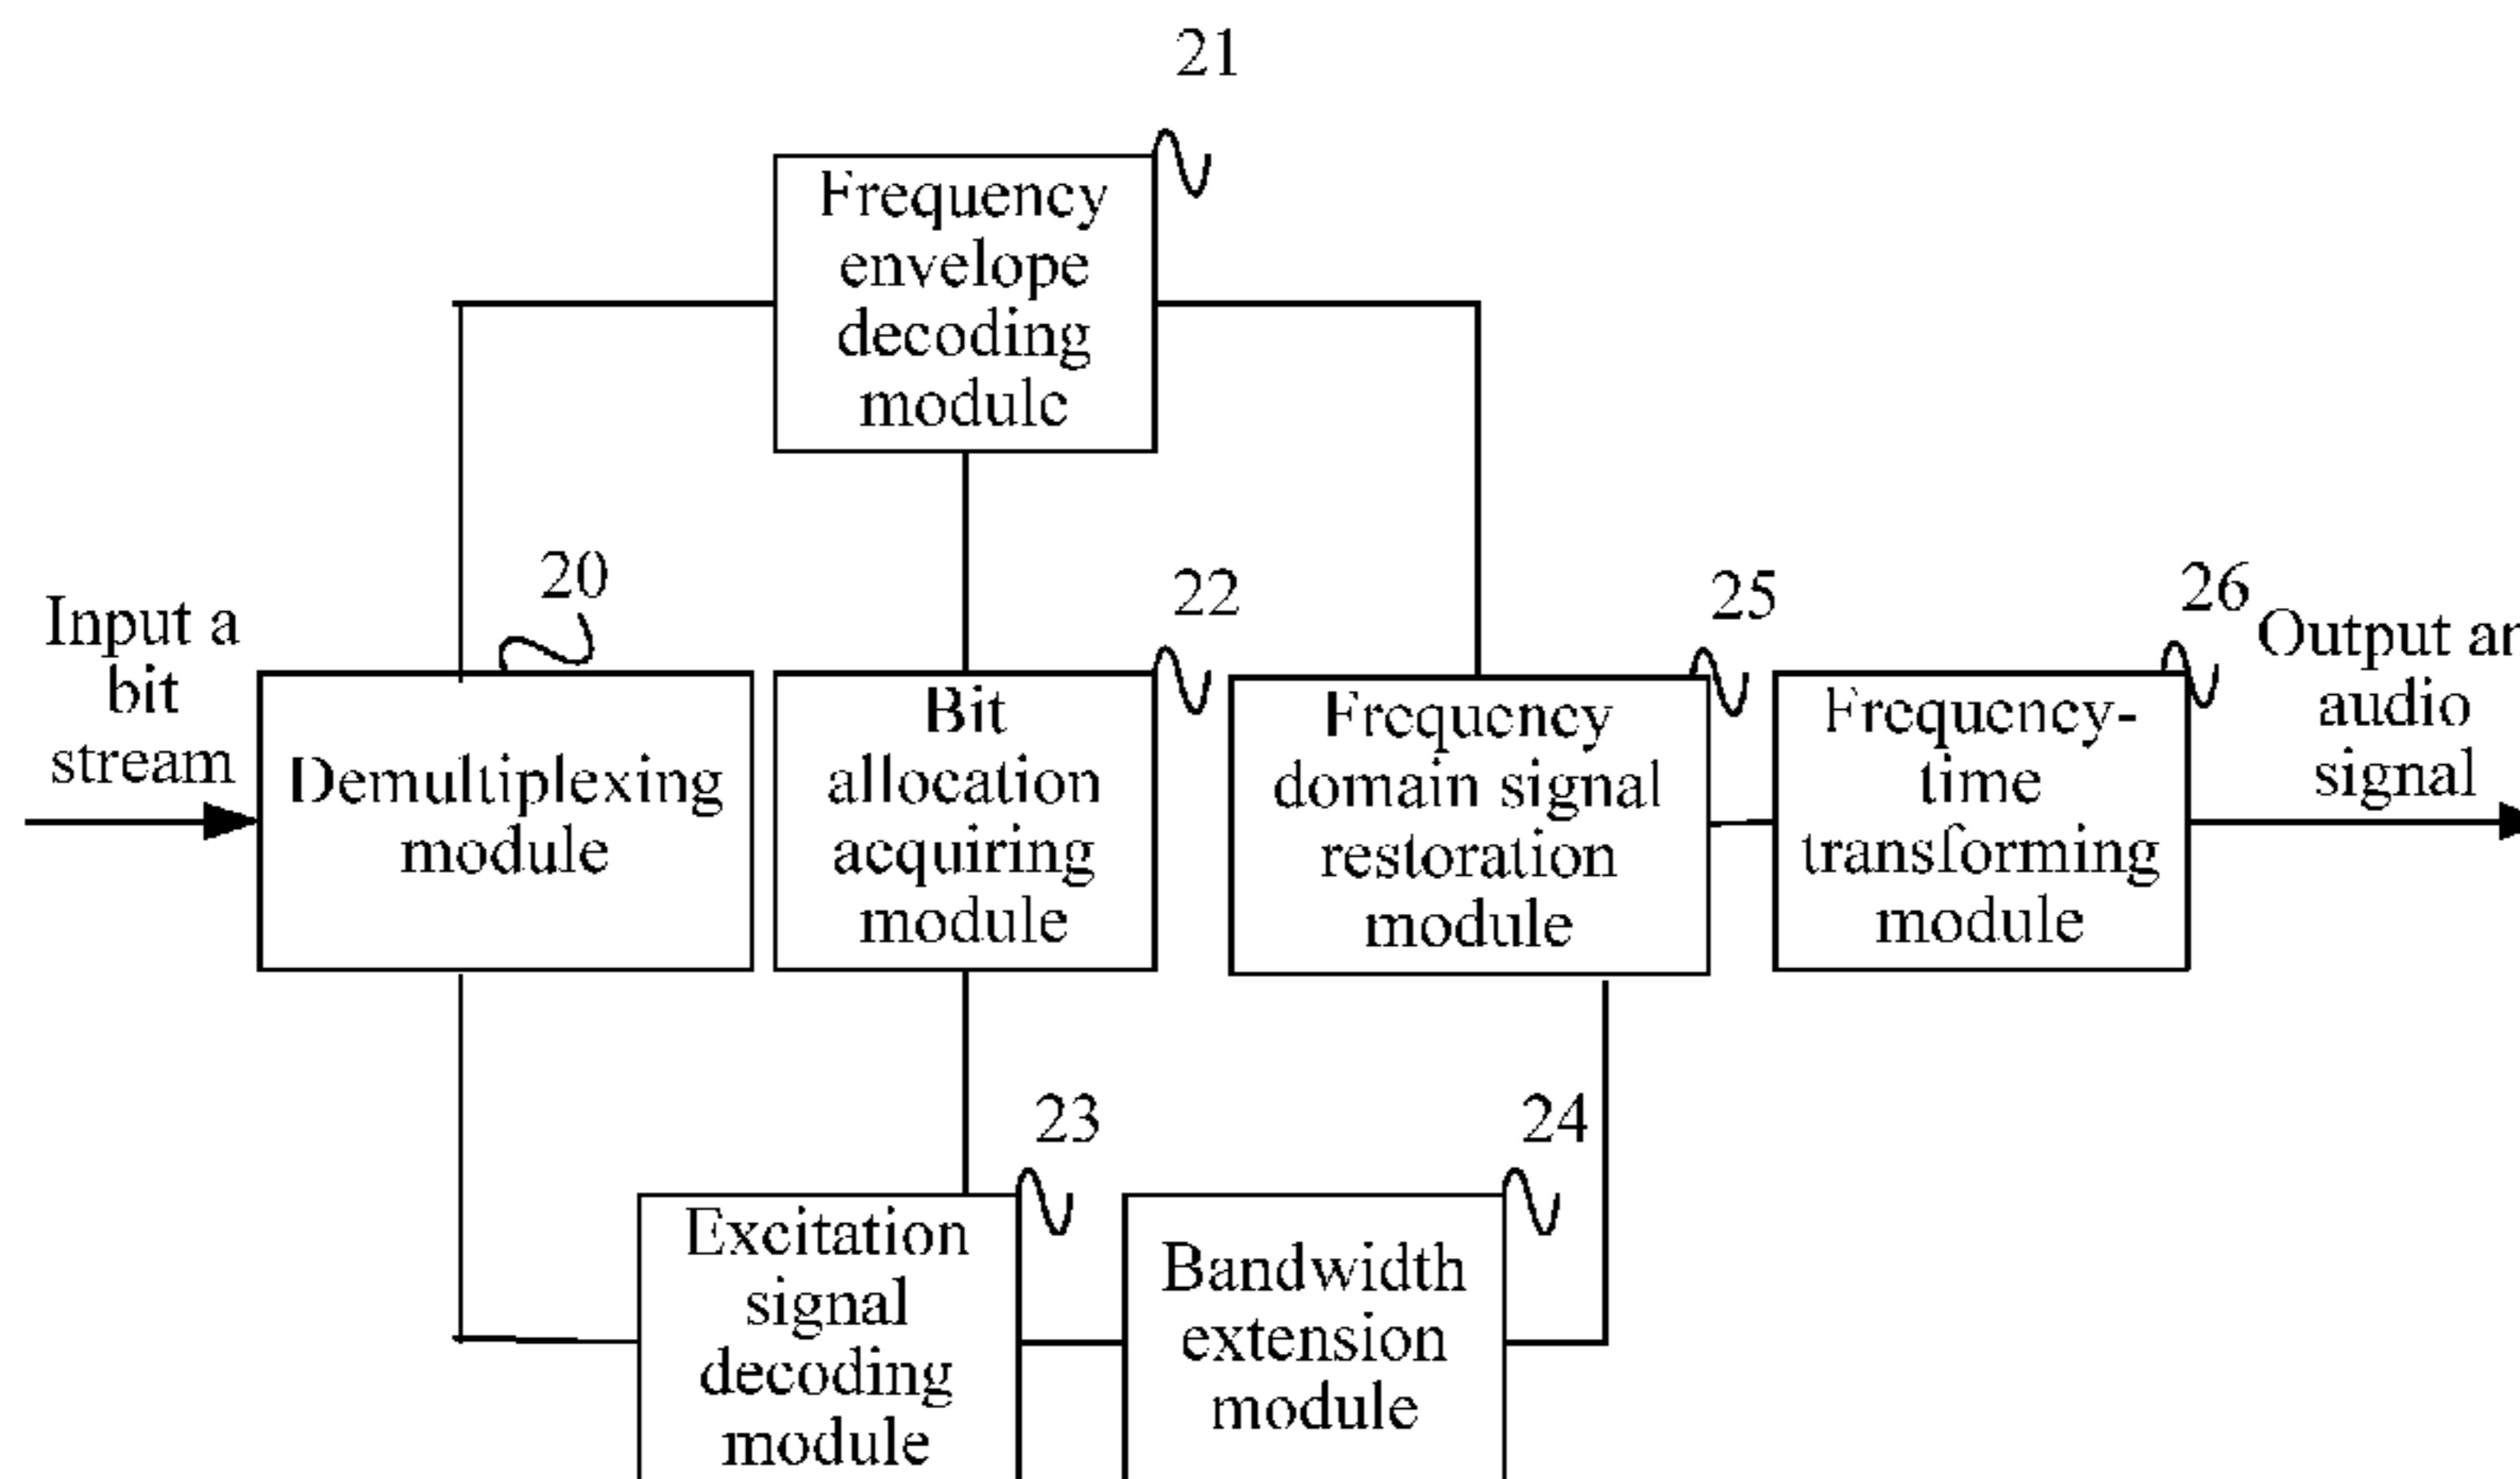 21
Frequency
envelope
decoding
module
20
22
25
26
Input a
bit
stream
Output an
audio
signal
Demultiplexing
module
Bit
allocation
acquiring
module
Frequency
domain signal
restoration
module
Frequency-
time
transforming
module
23
24
Excitation
signal
decoding
module
Bandwidth
extension
module